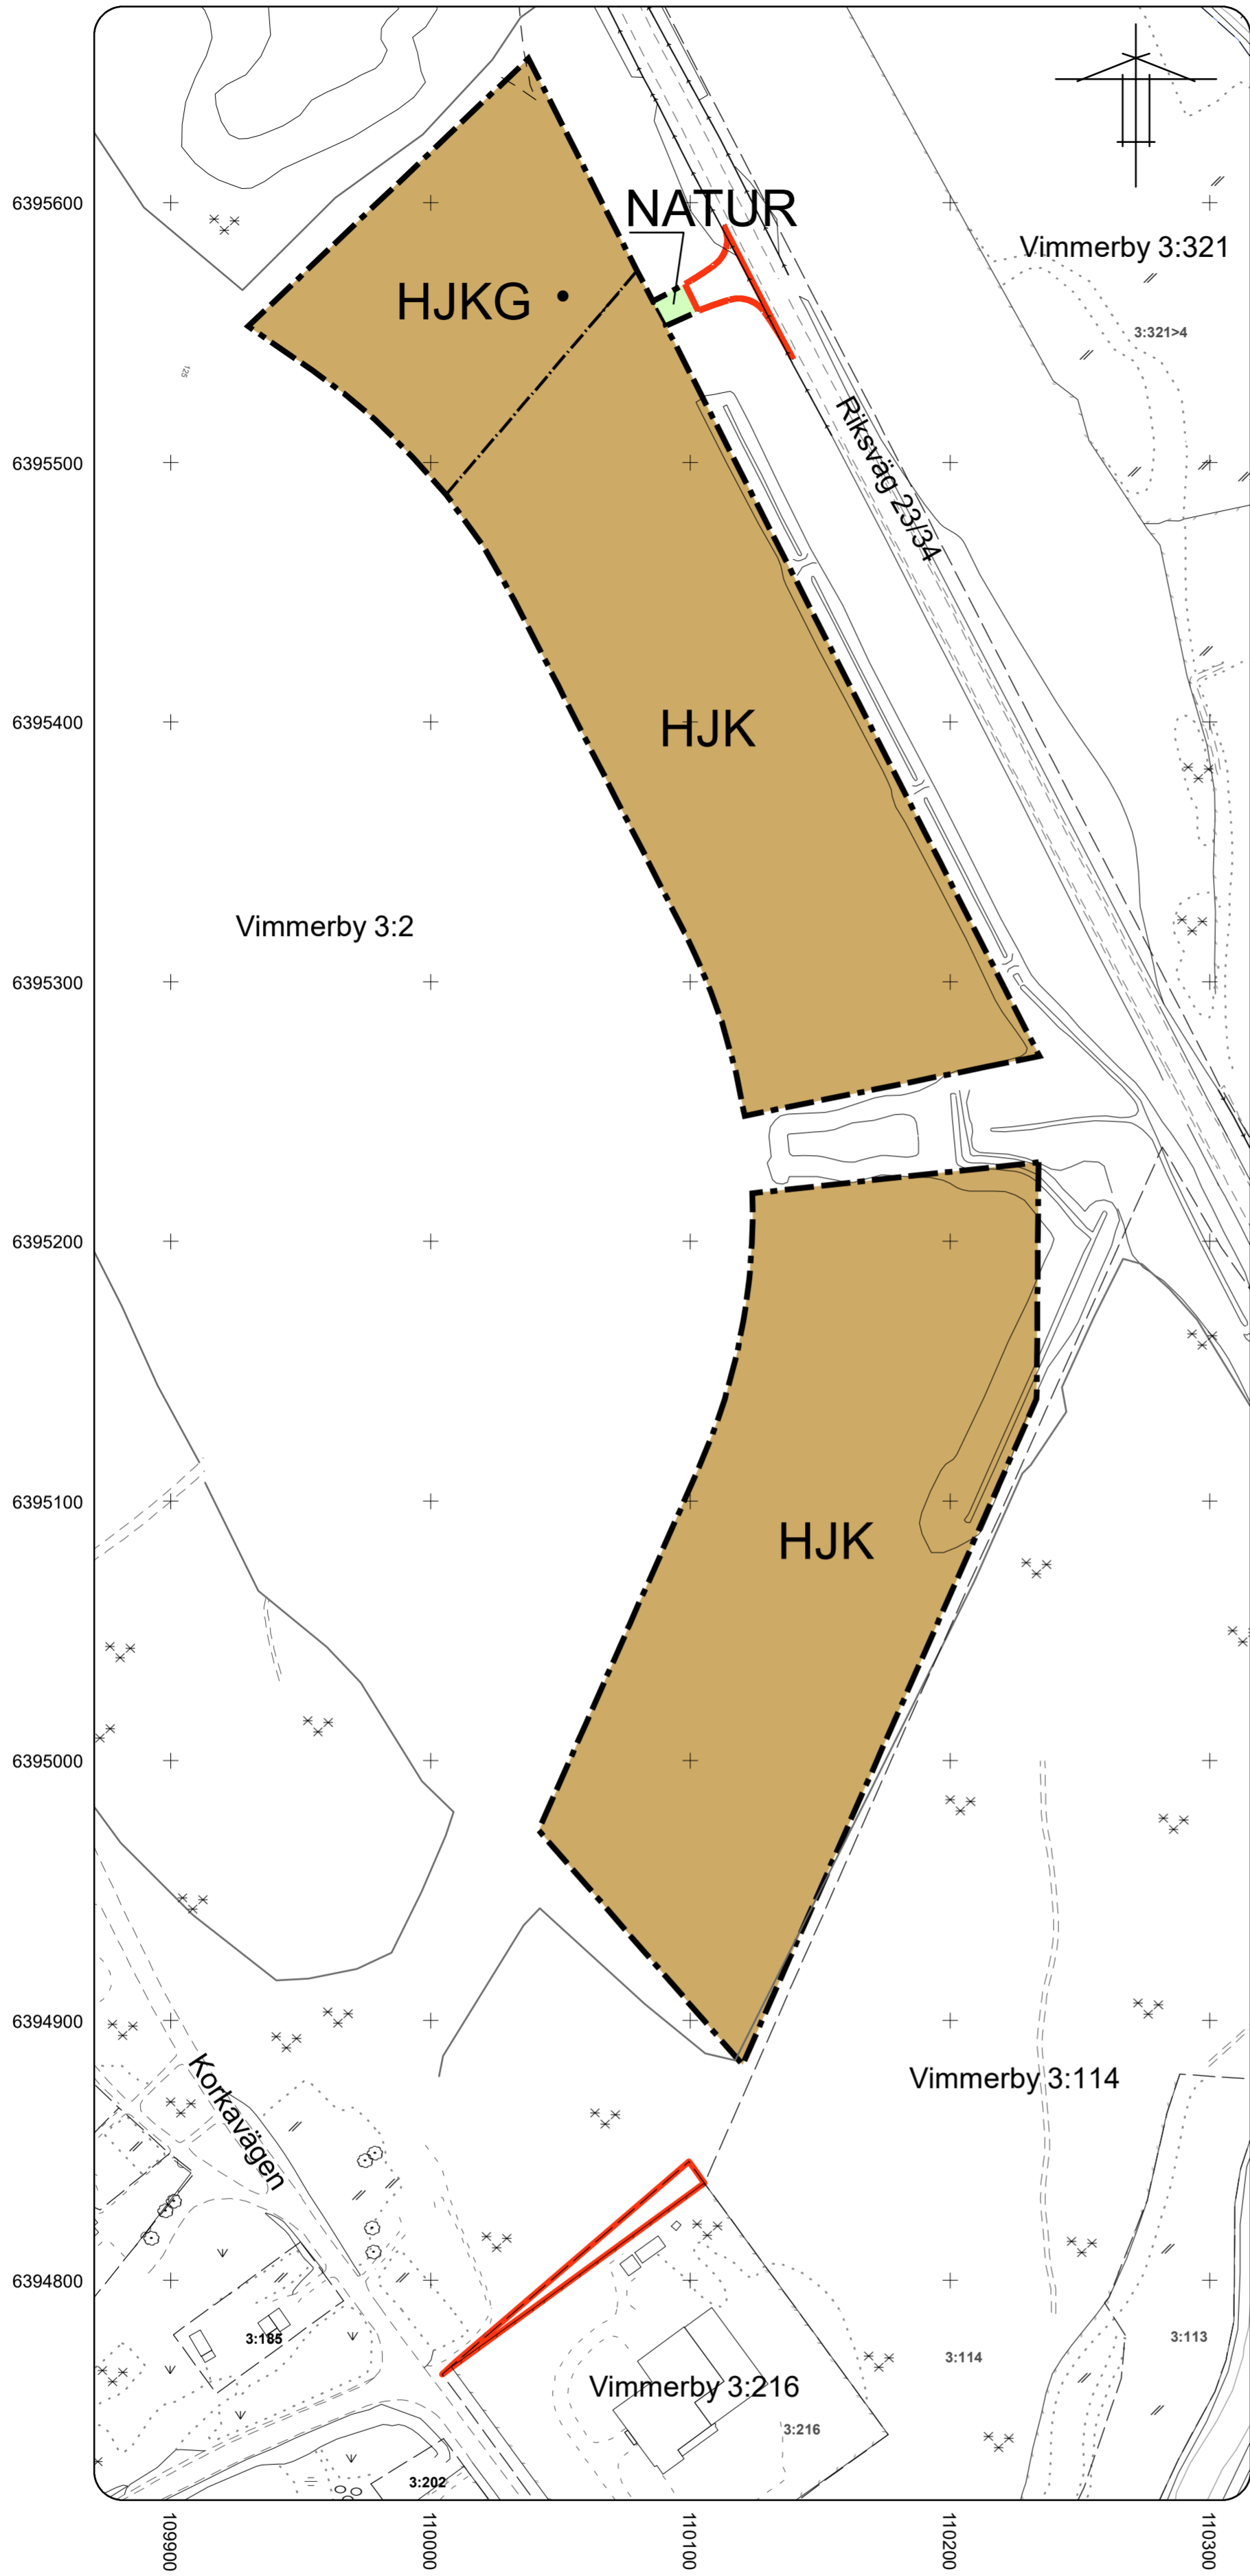 6395600
NATUR
Vimmerby 3:321
HJKG
3:321>4
125
Riksväg 23/34
6395500
6395400
HJK
Vimmerby 3:2
6395300
6395200
6395100
HJK
6395000
6394900
Korkavägen
Vimmerby 3:114
6394800
3:185
3:113
3:114
Vimmerby 3:216
3:216
3:202
109900
110000
110100
110200
110300